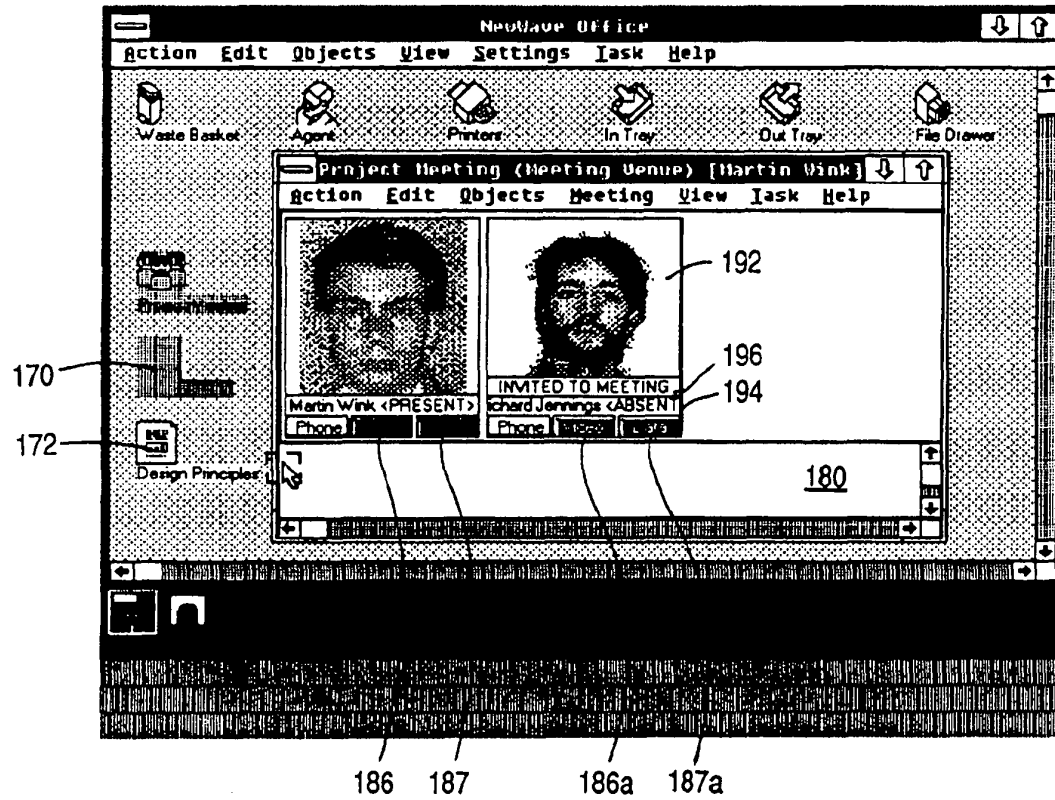 NewWave Office
Action Edit Objects View Settings Task Help
Waste Basket Agent Printers In Tray Out Tray File Drawer
Project Meeting (Meeting Venue) [Martin Wink]
Action Edit Objects Meeting View Task Help
192
INVITED TO MEETING
196
Martin Wink <PRESENT>
ichard Jennings <ABSENT
194
Phone
Phone
170
172
Design Principles
180
186 187 186a 187a